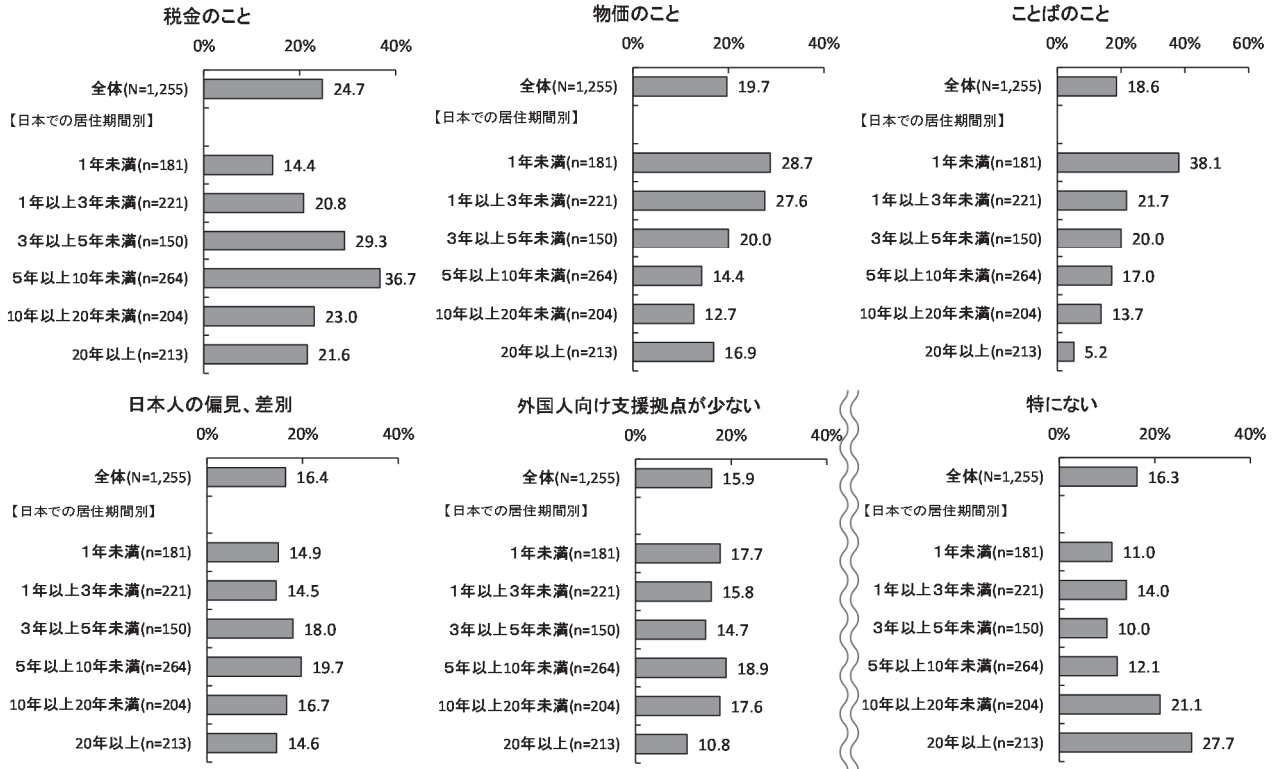 税金のこと
0% 20% 40%
全体(N=1,255) 24.7
【日本での居住期間別】
1年未満(n=181) 14.4
1年以上3年未満(n=221) 20.8
3年以上5年未満(n=150) 29.3
5年以上10年未満(n=264) 36.7
10年以上20年未満(n=204) 23.0
20年以上(n=213) 21.6
物価のこと
0% 20% 40%
全体(N=1,255) 19.7
【日本での居住期間別】
1年未満(n=181) 28.7
1年以上3年未満(n=221) 27.6
3年以上5年未満(n=150) 20.0
5年以上10年未満(n=264) 14.4
10年以上20年未満(n=204) 12.7
20年以上(n=213) 16.9
ことばのこと
0% 20% 40% 60%
全体(N=1,255) 18.6
【日本での居住期間別】
1年未満(n=181) 38.1
1年以上3年未満(n=221) 21.7
3年以上5年未満(n=150) 20.0
5年以上10年未満(n=264) 17.0
10年以上20年未満(n=204) 13.7
20年以上(n=213) 5.2
日本人の偏見、差別
0% 20% 40%
全体(N=1,255) 16.4
【日本での居住期間別】
1年未満(n=181) 14.9
1年以上3年未満(n=221) 14.5
3年以上5年未満(n=150) 18.0
5年以上10年未満(n=264) 19.7
10年以上20年未満(n=204) 16.7
20年以上(n=213) 14.6
外国人向け支援拠点が少ない
0% 20% 40%
全体(N=1,255) 15.9
【日本での居住期間別】
1年未満(n=181) 17.7
1年以上3年未満(n=221) 15.8
3年以上5年未満(n=150) 14.7
5年以上10年未満(n=264) 18.9
10年以上20年未満(n=204) 17.6
20年以上(n=213) 10.8
特にない
0% 20% 40%
全体(N=1,255) 16.3
【日本での居住期間別】
1年未満(n=181) 11.0
1年以上3年未満(n=221) 14.0
3年以上5年未満(n=150) 10.0
5年以上10年未満(n=264) 12.1
10年以上20年未満(n=204) 21.1
20年以上(n=213) 27.7